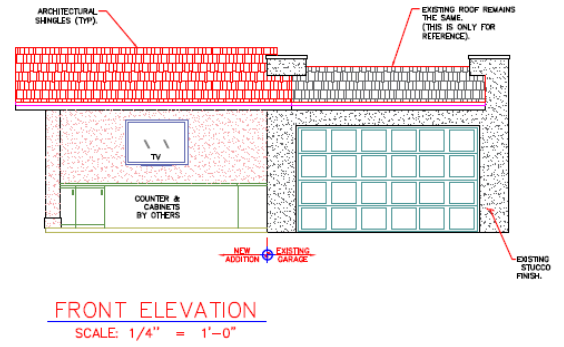 ARCHITECTURAL
SHINGLES (TYP).
EXISTING ROOF REMAINS
THE SAME.
(THIS IS ONLY FOR
REFERENCE).
TV
COUNTER &
CABINETS
BY OTHERS
NEW
ADDITION
EXISTING
GARAGE
EXISTING
STUCCO
FINISH.
FRONT ELEVATION
SCALE: 1/4" = 1'-0"